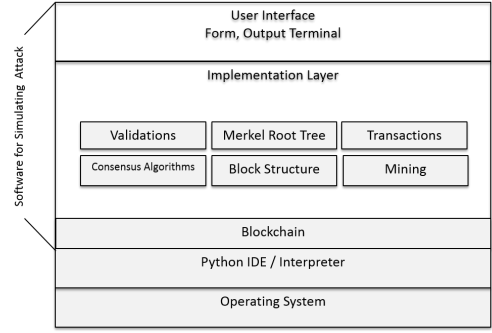 User Interface
Form, Output Terminal
Software for Simulating Attack
Implementation Layer
Validations
Merkel Root Tree
Transactions
Consensus Algorithms
Block Structure
Mining
Blockchain
Python IDE / Interpreter
Operating System